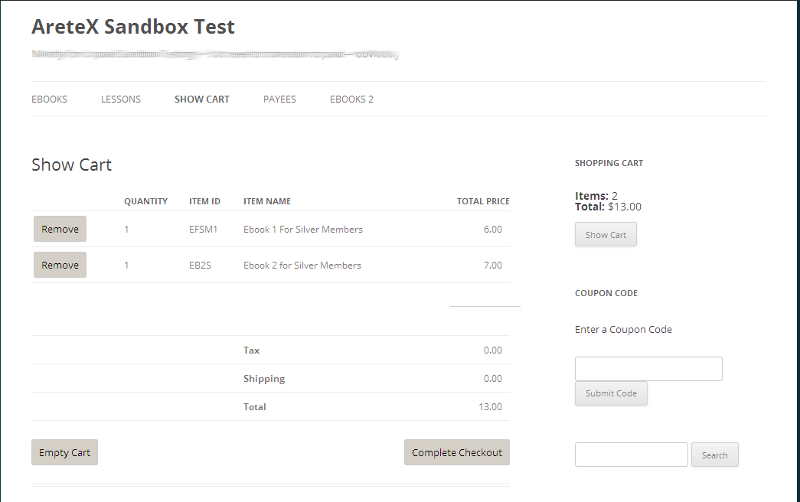 AreteX Sandbox Test
EBOOKS LESSONS SHOW CART PAYEES EBOOKS 2
Show Cart
QUANTITY ITEM ID ITEM NAME TOTAL PRICE
Remove 1 EFSM1 Ebook 1 For Silver Members 6.00
Remove 1 EB2S Ebook 2 for Silver Members 7.00
Tax 0.00
Shipping 0.00
Total 13.00
Empty Cart Complete Checkout
SHOPPING CART
Items: 2
Total: $13.00
Show Cart
COUPON CODE
Enter a Coupon Code
Submit Code
Search